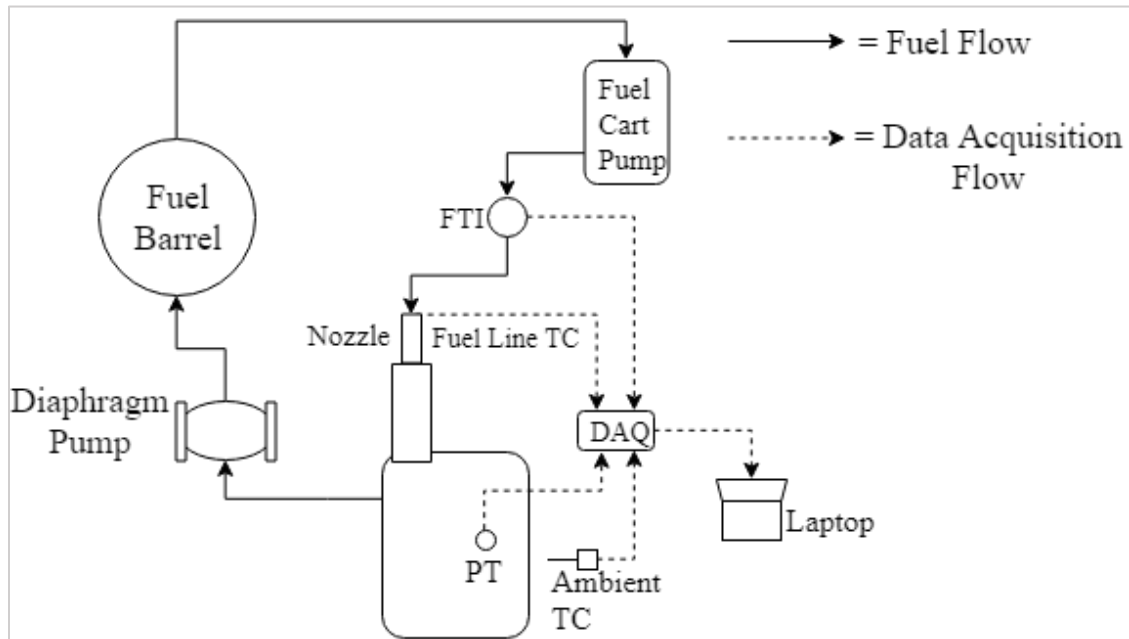 = Fuel Flow
= Data Acquisition
Flow
Fuel
Cart
Pump
Fuel
Barrel
FTI
Nozzle
Fuel Line TC
Diaphragm
Pump
DAQ
Laptop
PT
Ambient
TC